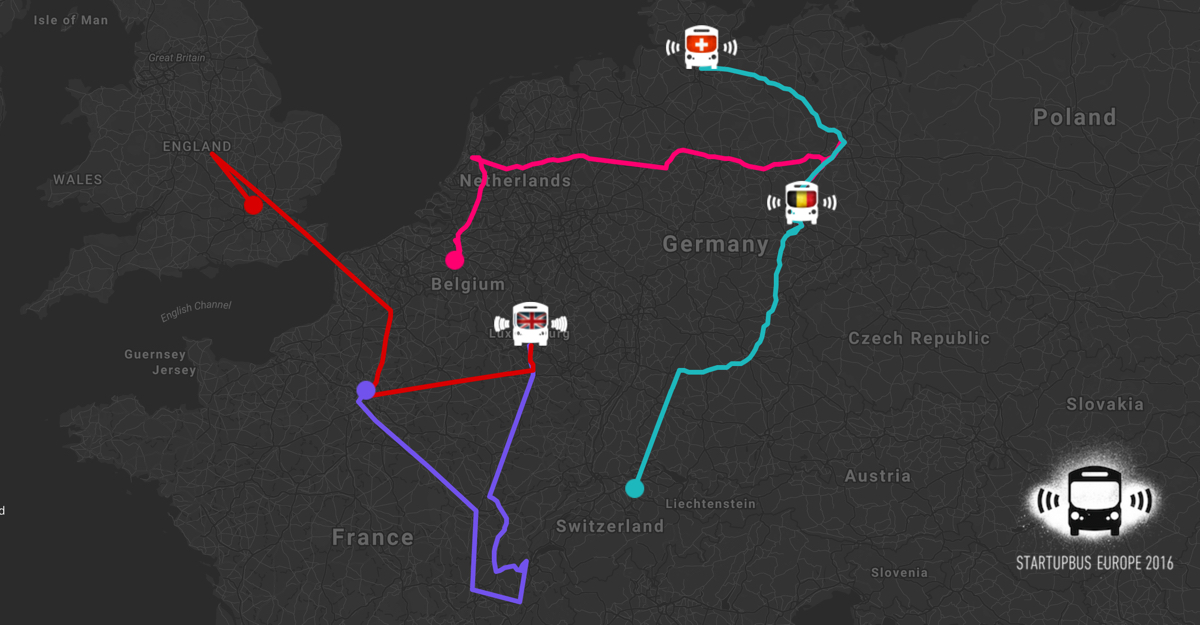 Isle of Man
Great Britain
ENGLAND
WALES
Netherlands
Poland
Germany
Belgium
English Channel
Guernsey
Jersey
Czech Republic
Slovakia
Austria
Liechtenstein
Switzerland
France
Slovenia
STARTUPBUS EUROPE 2016
d